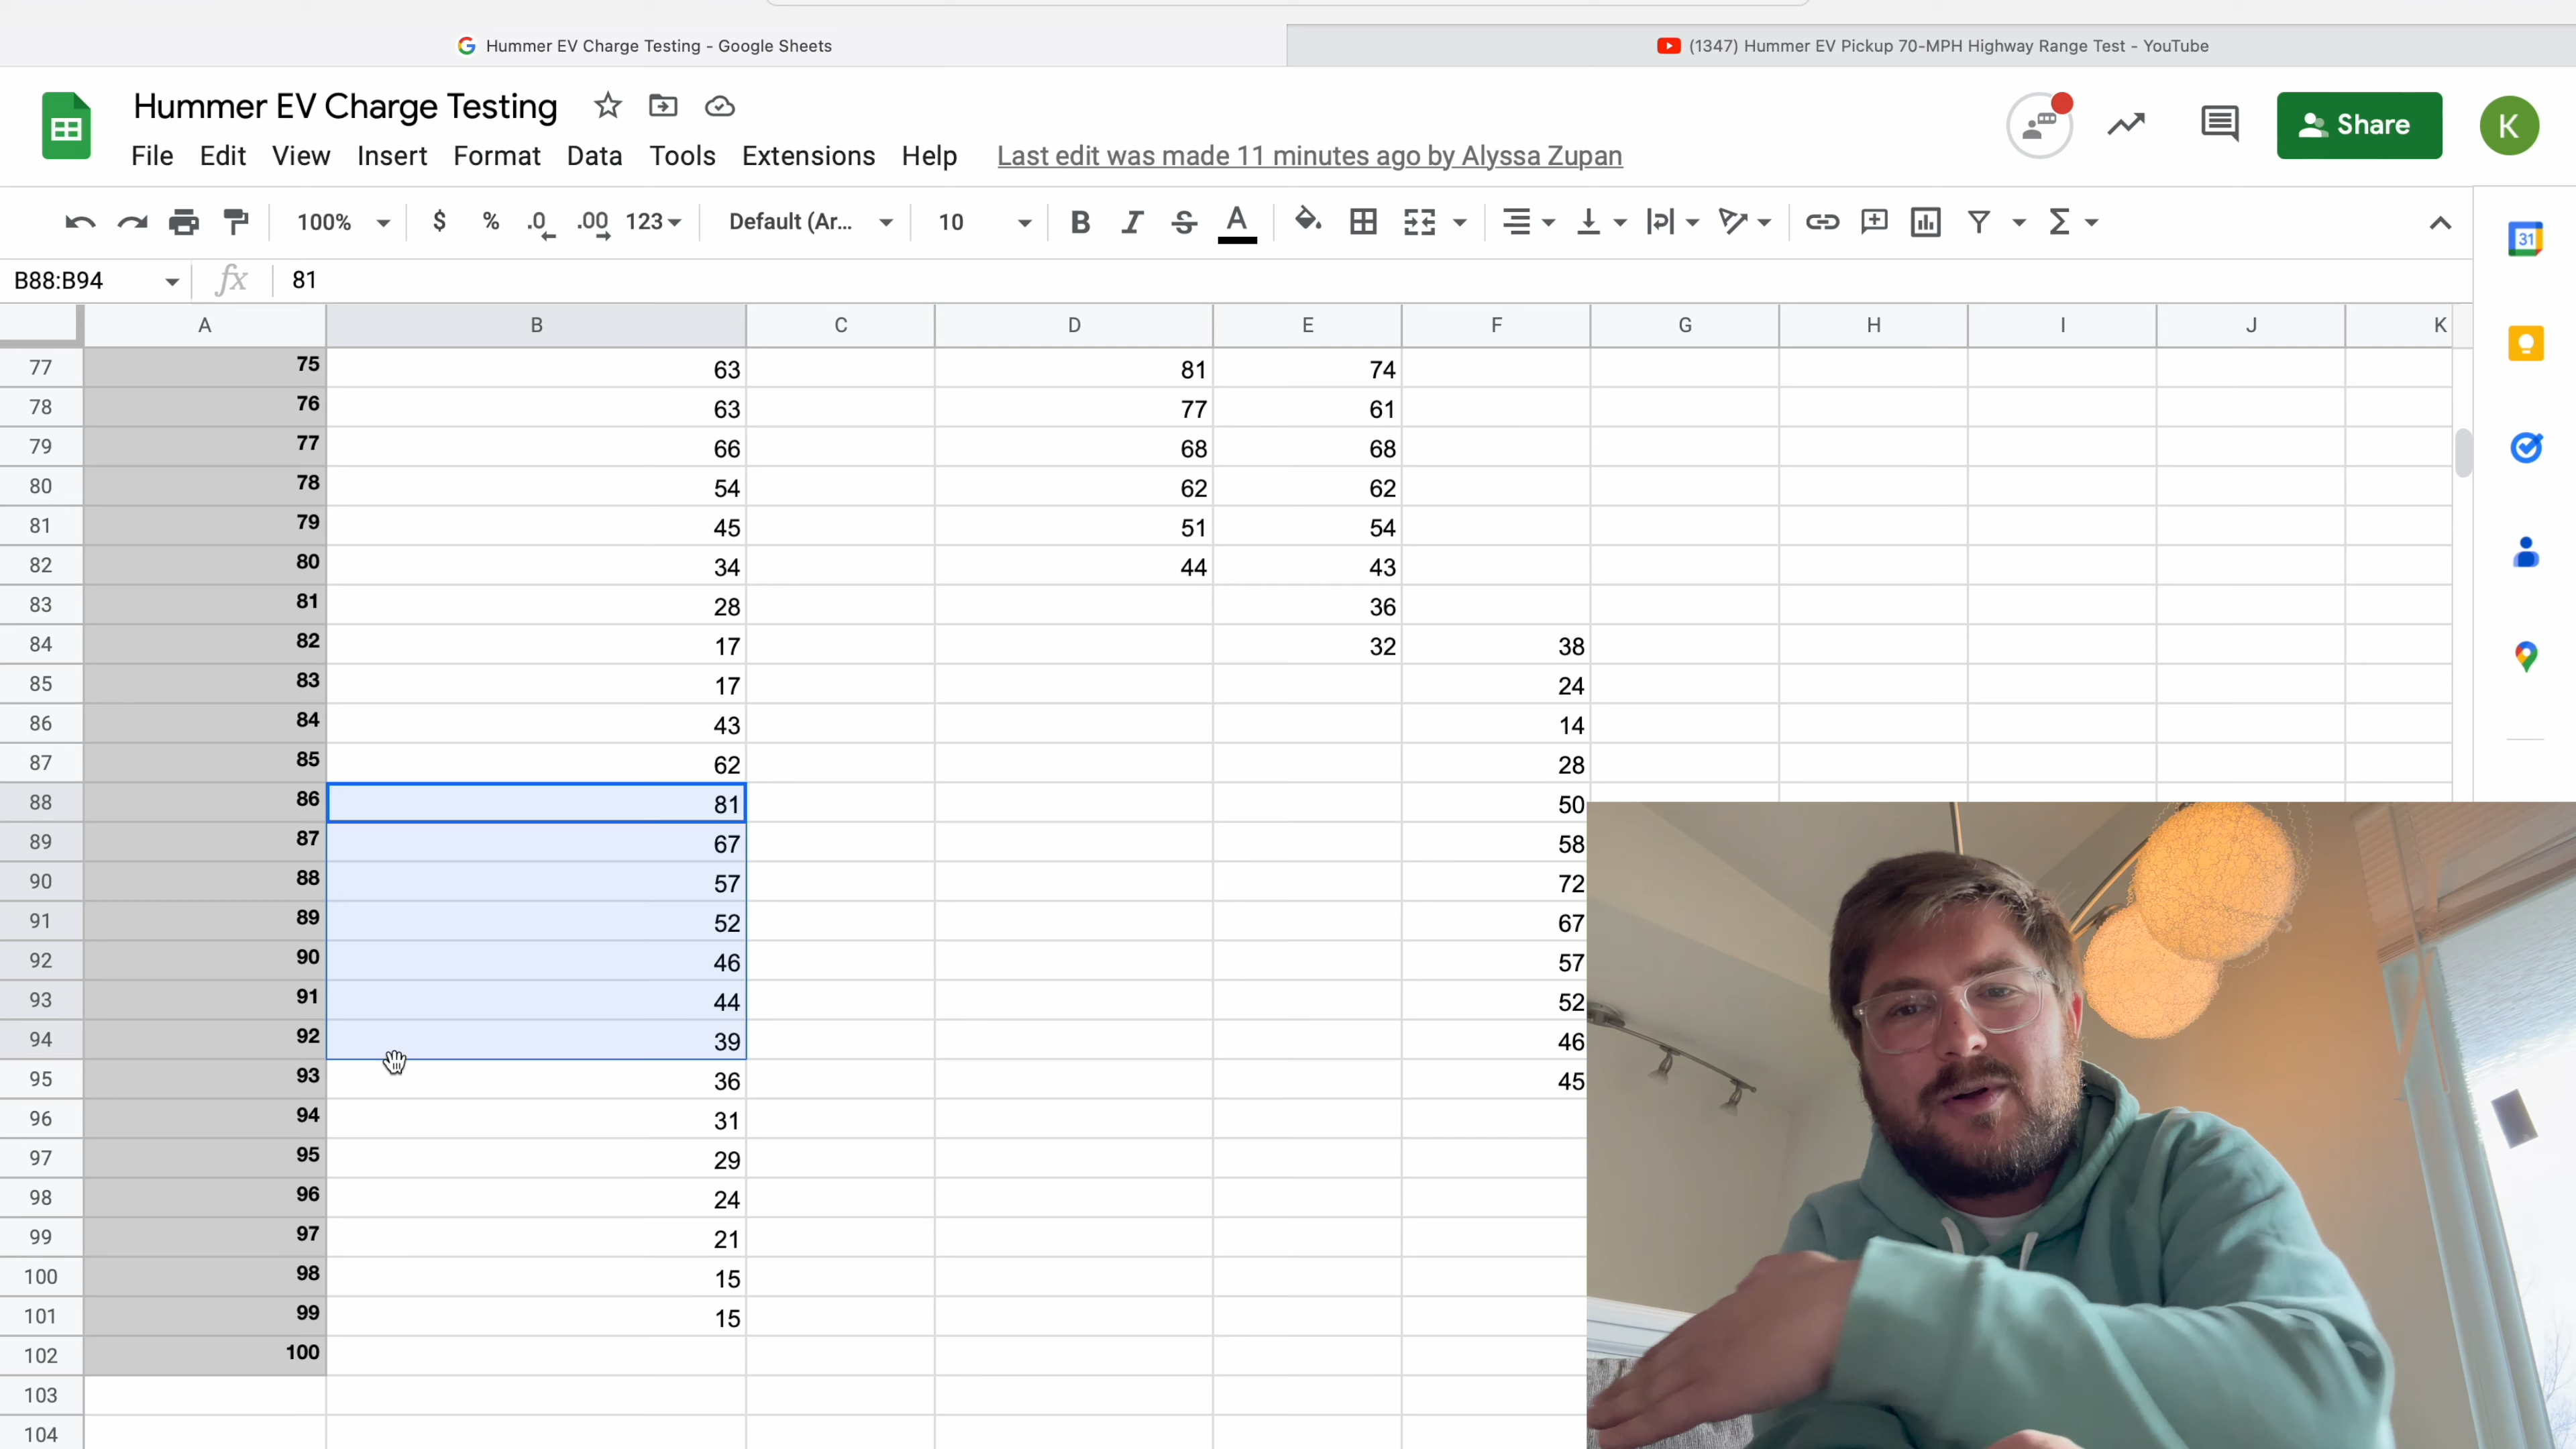 Hummer EV Charge Testing - Google Sheets
(1347) Hummer EV Pickup 70-MPH Highway Range Test - YouTube
Hummer EV Charge Testing
Share
K
File Edit View Insert Format Data Tools Extensions Help Last edit was made 11 minutes ago by Alyssa Zupan
100% $ % .0 .00 123 Default (Ar... 10 B I S A Σ
31
B88:B94 fx 81
A B C D E F G H I J K
77 75 63 81 74
78 76 63 77 61
79 77 66 68 68
80 78 54 62 62
81 79 45 51 54
82 80 34 44 43
83 81 28 36
84 82 17 32 38
85 83 17 24
86 84 43 14
87 85 62 28
88 86 81 50
89 87 67 58
90 88 57 72
91 89 52 67
92 90 46 57
93 91 44 52
94 92 39 46
95 93 36 45
96 94 31
97 95 29
98 96 24
99 97 21
100 98 15
101 99 15
102 100
103
104